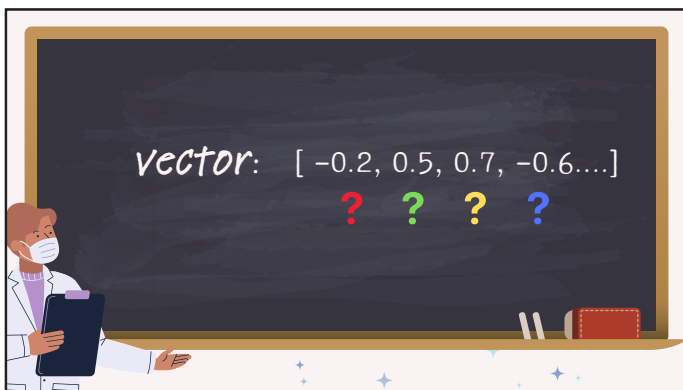 vector: [ -0.2, 0.5, 0.7, -0.6....]
? ? ? ?